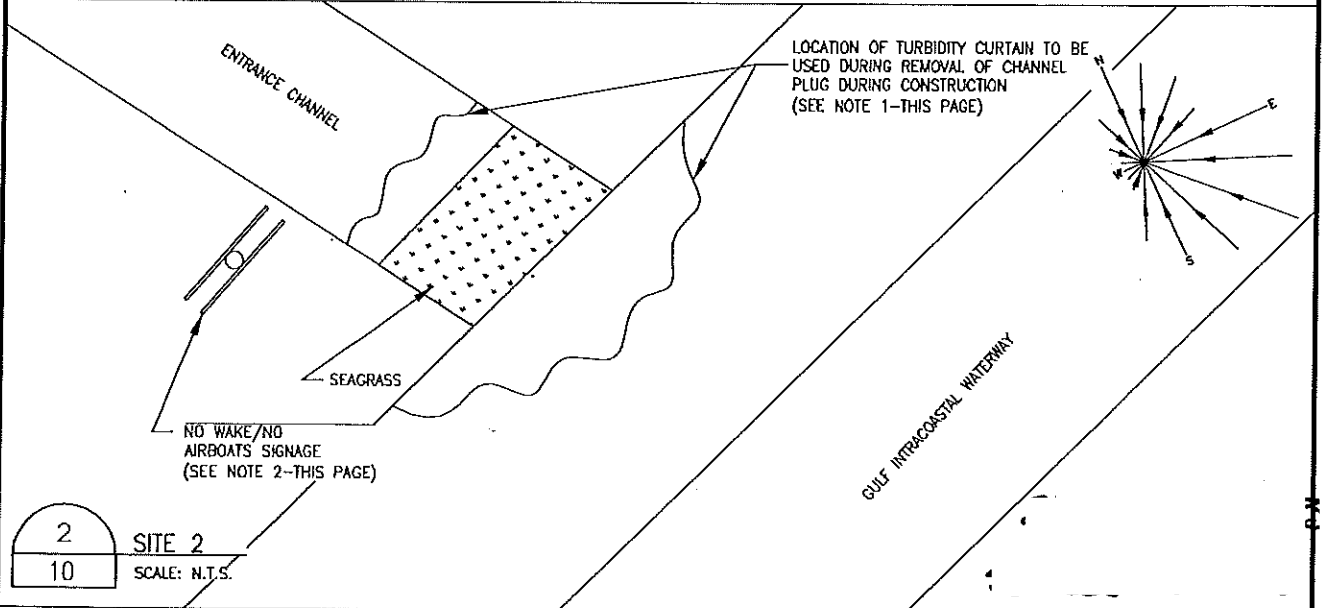 ENTRANCE CHANNEL
LOCATION OF TURBIDITY CURTAIN TO BE
USED DURING REMOVAL OF CHANNEL
PLUG DURING CONSTRUCTION
(SEE NOTE 1-THIS PAGE)
N
E
W
S
SEAGRASS
NO WAKE/NO
AIRBOATS SIGNAGE
(SEE NOTE 2-THIS PAGE)
GULF INTRACOASTAL WATERWAY
2
10
SITE 2
SCALE: N.T.S.